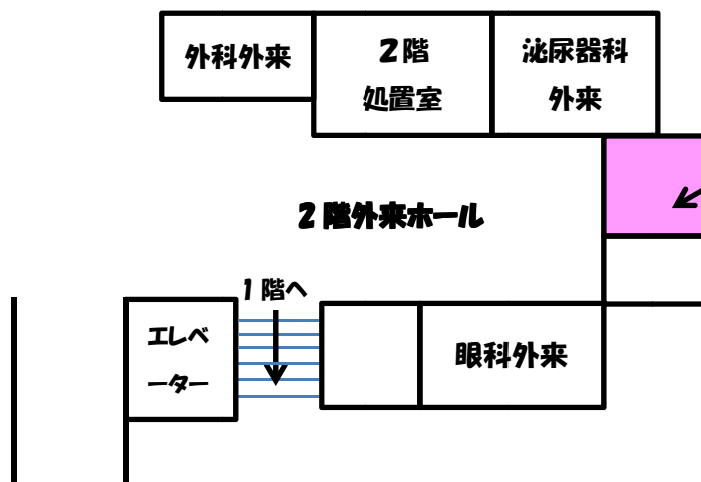 外科外来
2階
処置室
泌尿器科
外来
2階外来ホール
1階へ
エレベ
ーター
眼科外来